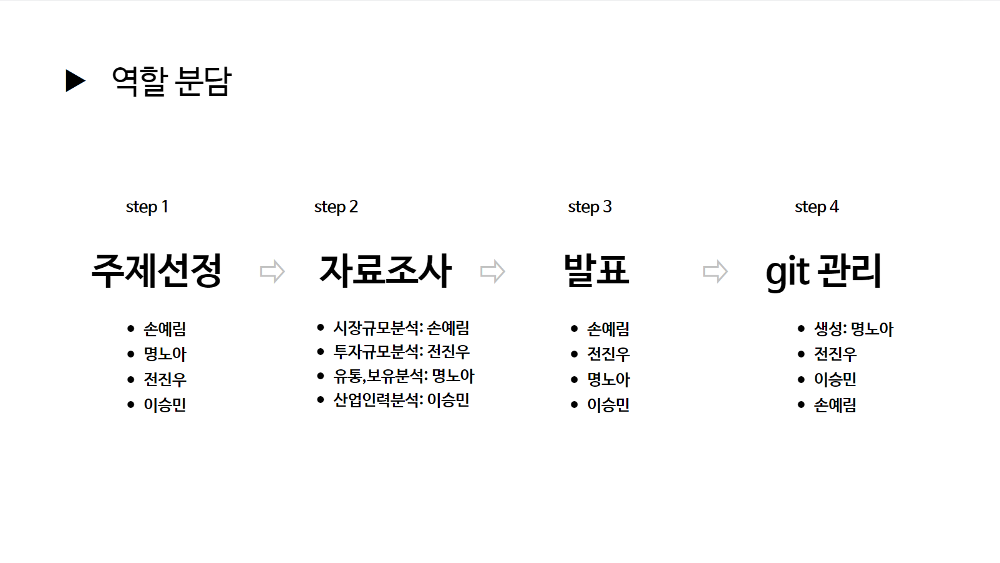 ▶ 역할 분담
step 1
주제선정
• 손예림
• 명노아
• 전진우
• 이승민
⇨
step 2
자료조사
• 시장규모분석: 손예림
• 투자규모분석: 전진우
• 유통,보유분석: 명노아
• 산업인력분석: 이승민
⇨
step 3
발표
• 손예림
• 전진우
• 명노아
• 이승민
⇨
step 4
git 관리
• 생성: 명노아
• 전진우
• 이승민
• 손예림